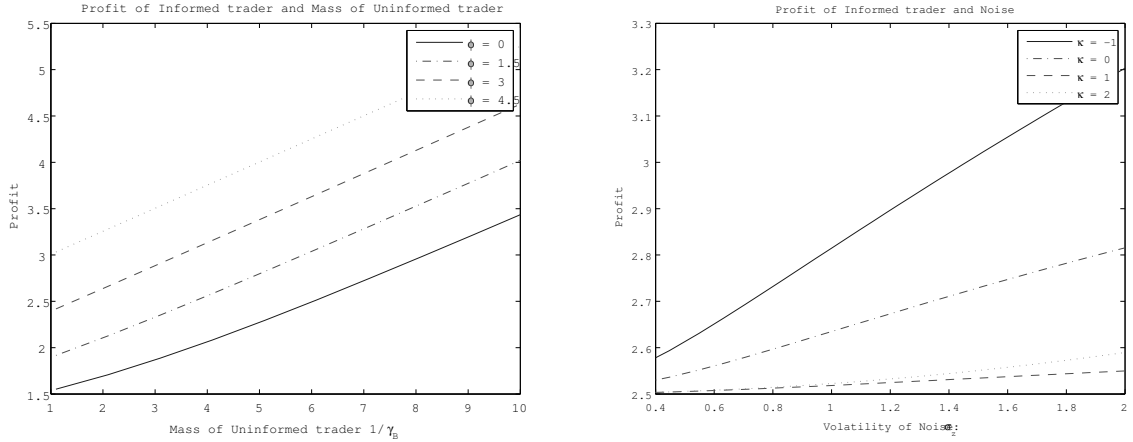 Profit of Informed trader and Mass of Uninformed trader
5.5
5
4.5
4
3.5
3
2.5
2
1.5
Profit
ϕ = 0
ϕ = 1.5
ϕ = 3
ϕ = 4.5
1 2 3 4 5 6 7 8 9 10
Mass of Uninformed trader 1/γ_B
Profit of Informed trader and Noise
3.3
3.2
3.1
3
2.9
2.8
2.7
2.6
2.5
Profit
κ = -1
κ = 0
κ = 1
κ = 2
0.4 0.6 0.8 1 1.2 1.4 1.6 1.8 2
Volatility of Noise